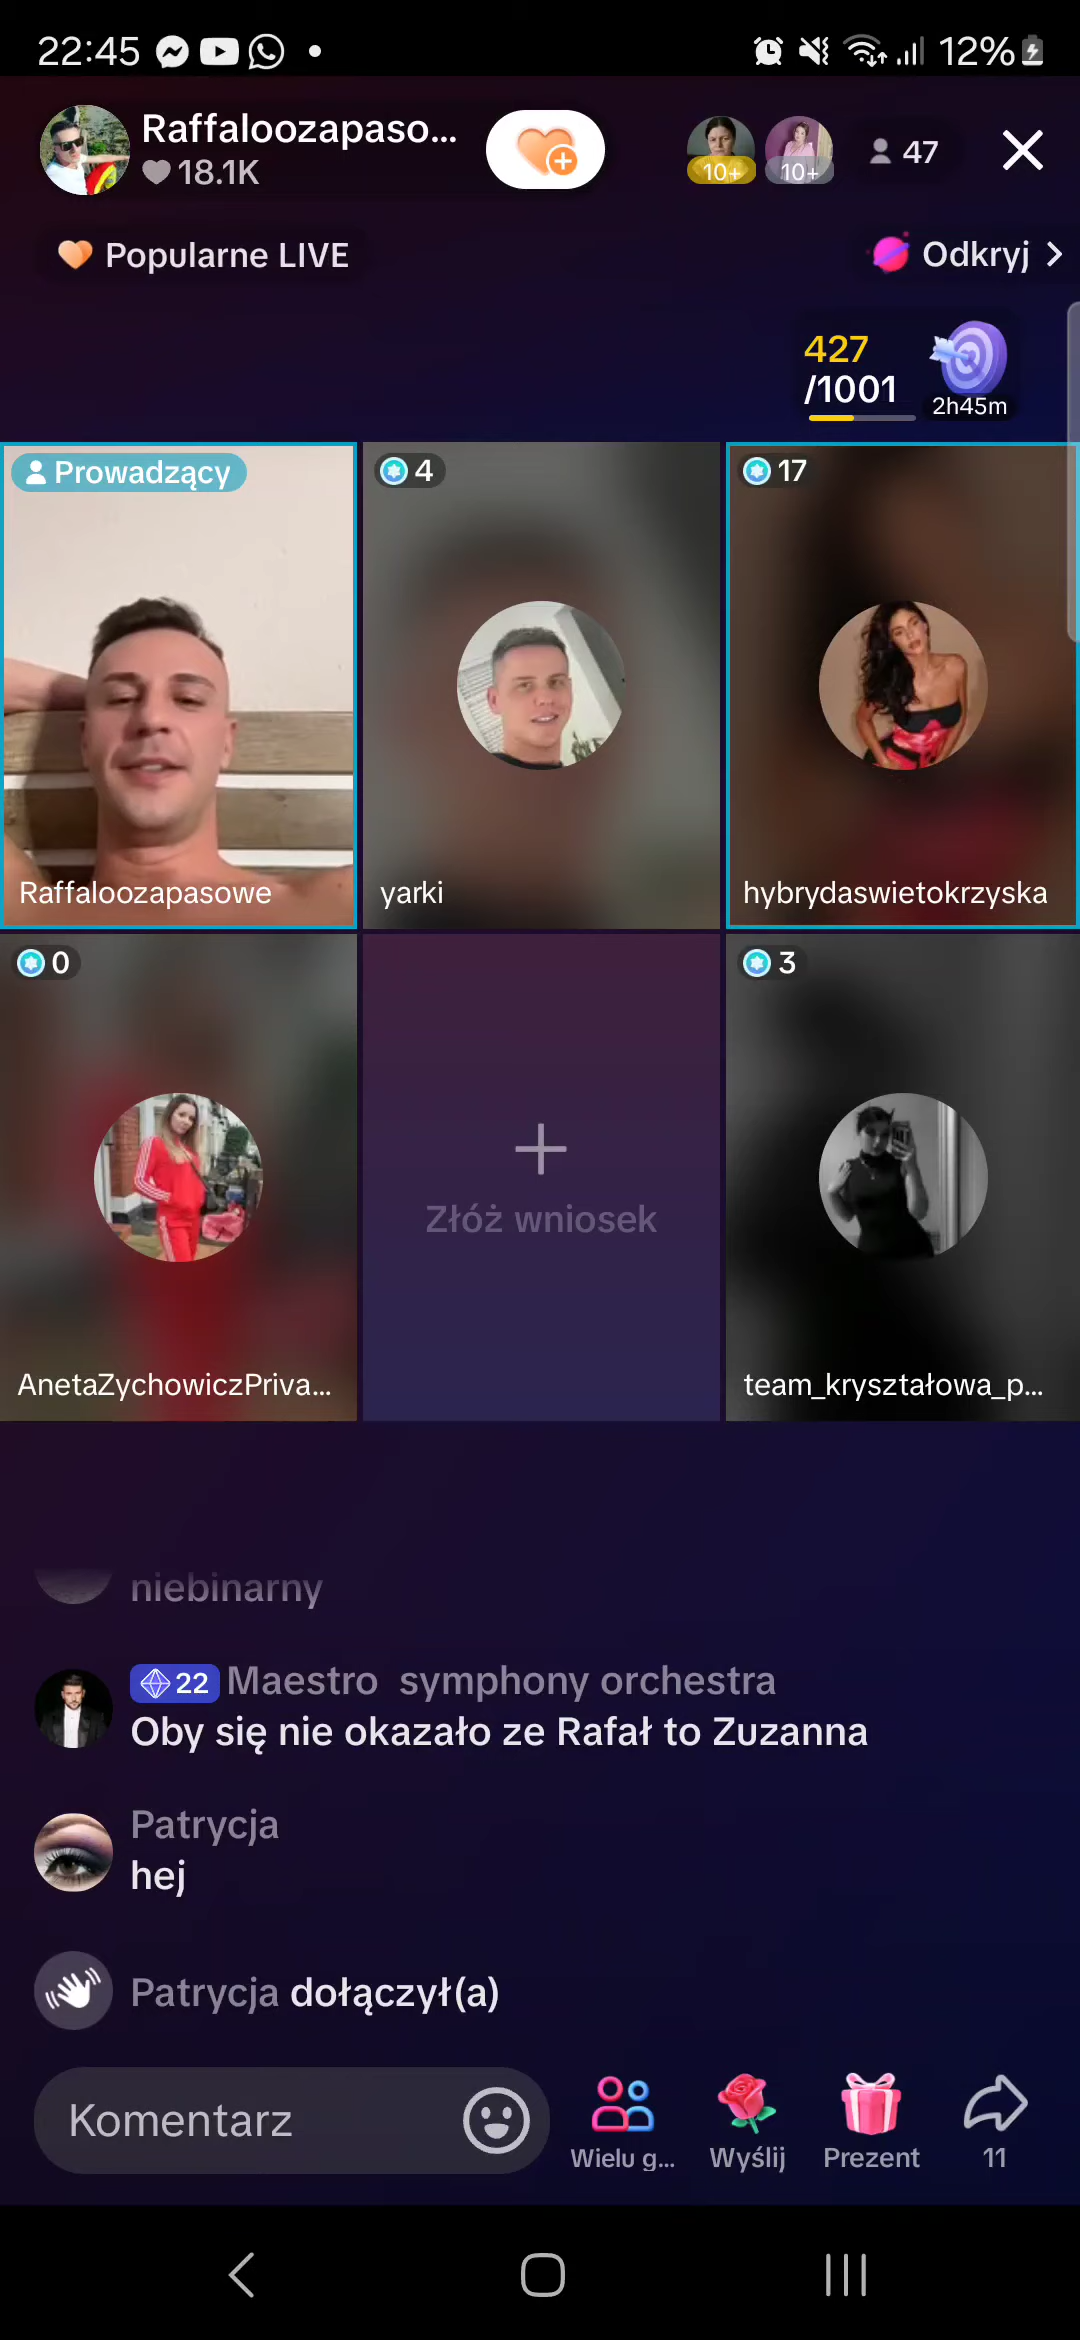 22:45
12%
Raffaloozapaso...
18.1K
10+
10+
47
Popularne LIVE
Odkryj
427
/1001
2h45m
Prowadzący
4
17
Raffaloozapasowe
yarki
hybrydaswietokrzyska
0
3
Złóż wniosek
AnetaZychowiczPriva...
team_kryształowa_p...
niebinarny
22 Maestro symphony orchestra
Oby się nie okazało ze Rafał to Zuzanna
Patrycja
hej
Patrycja dołączył(a)
Komentarz
Wielu g...
Wyślij
Prezent
11